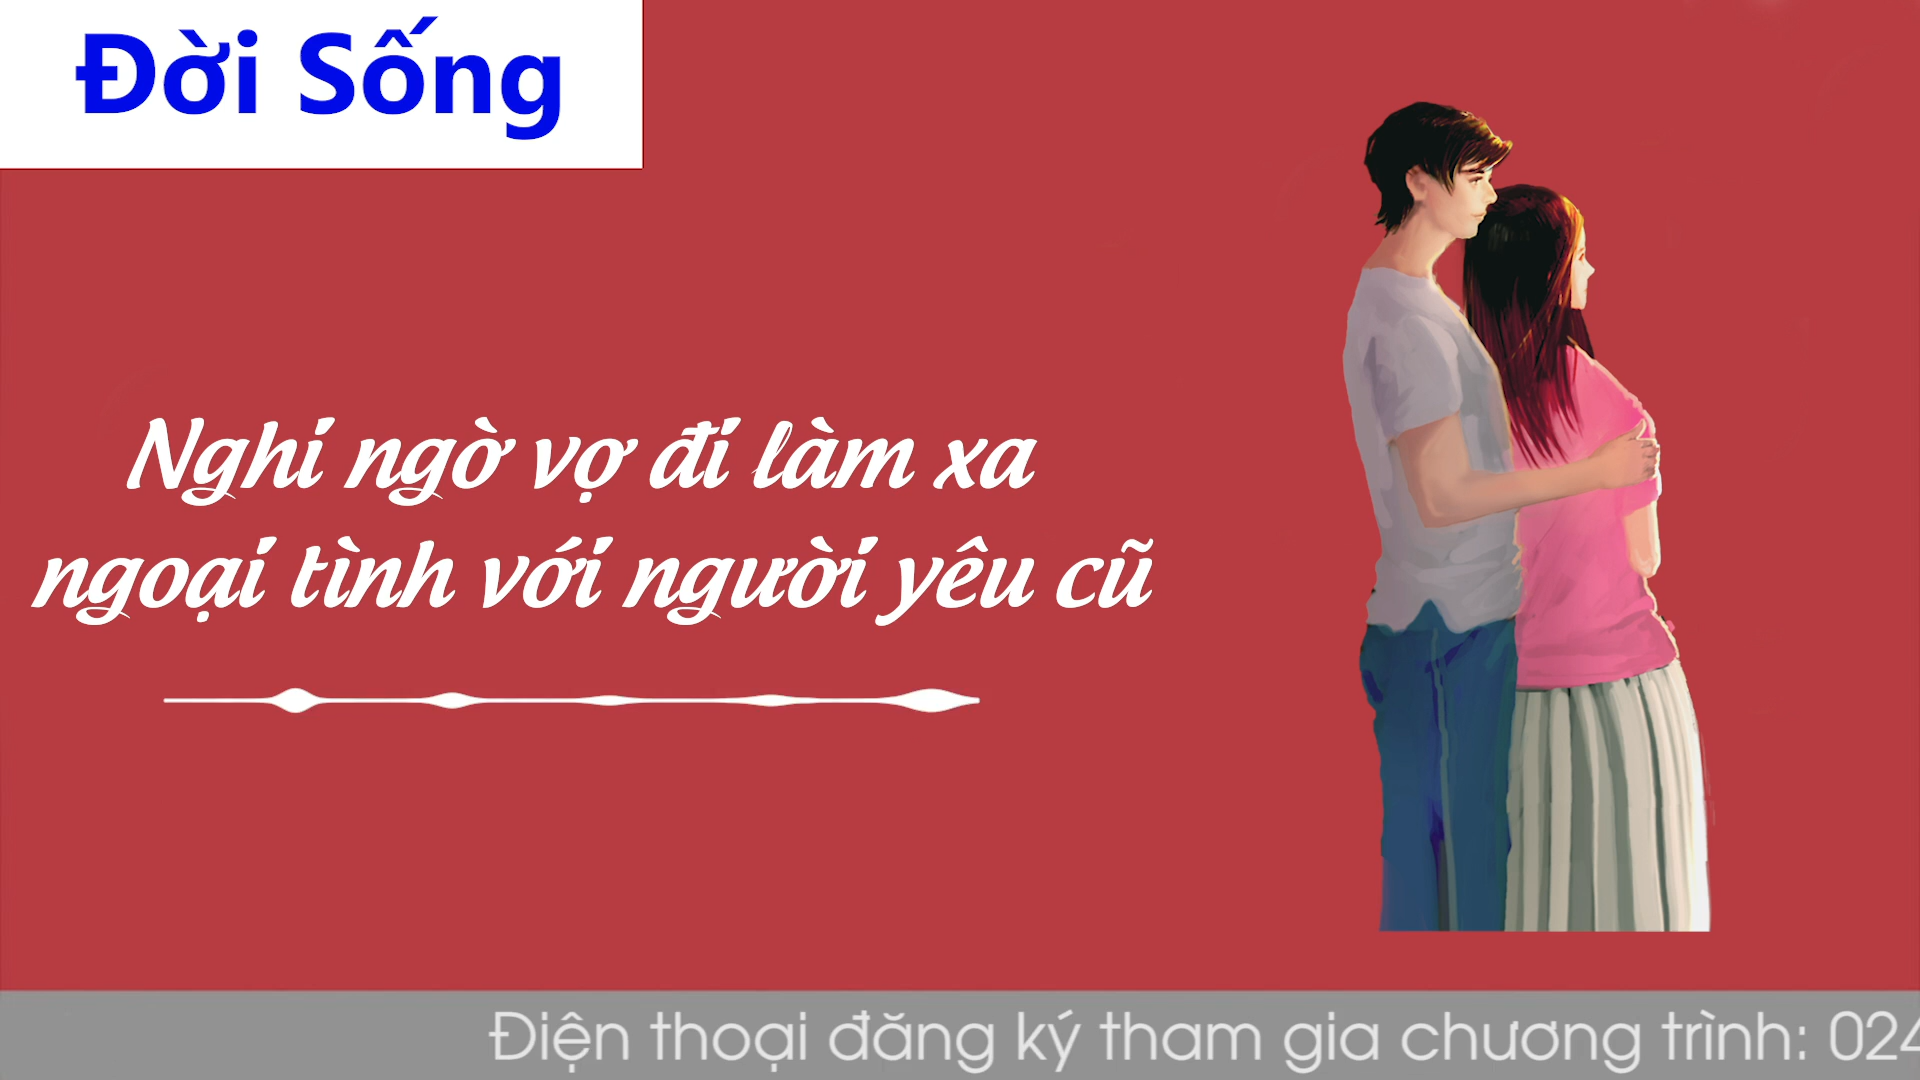 Đời Sống
Nghi ngờ vợ đi làm xa
ngoại tình với người yêu cũ
Điện thoại đăng ký tham gia chương trình: 024